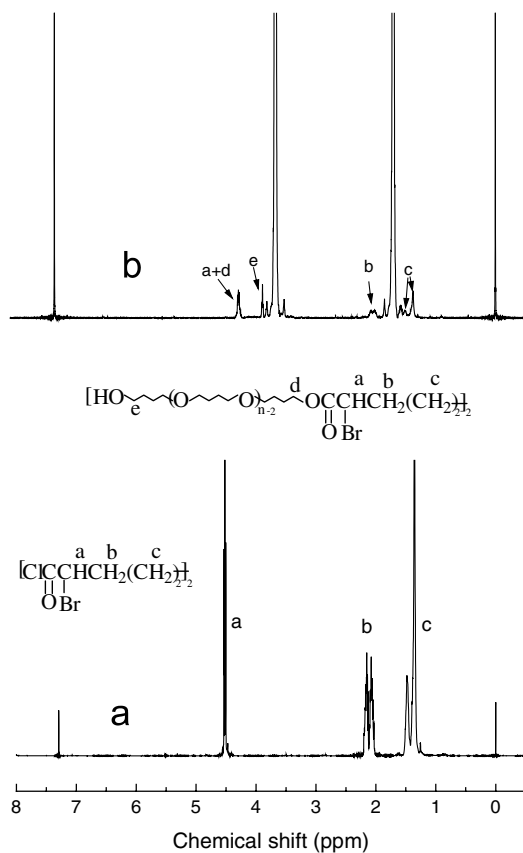 b
a+d
e
b
c
[HO e (O O)n-2 d OCCHCH2(CH2)2]2
a b c
O Br
[ClCCHCH2(CH2)2]2
a b c
O Br
a
b
c
a
8 7 6 5 4 3 2 1 0
Chemical shift (ppm)